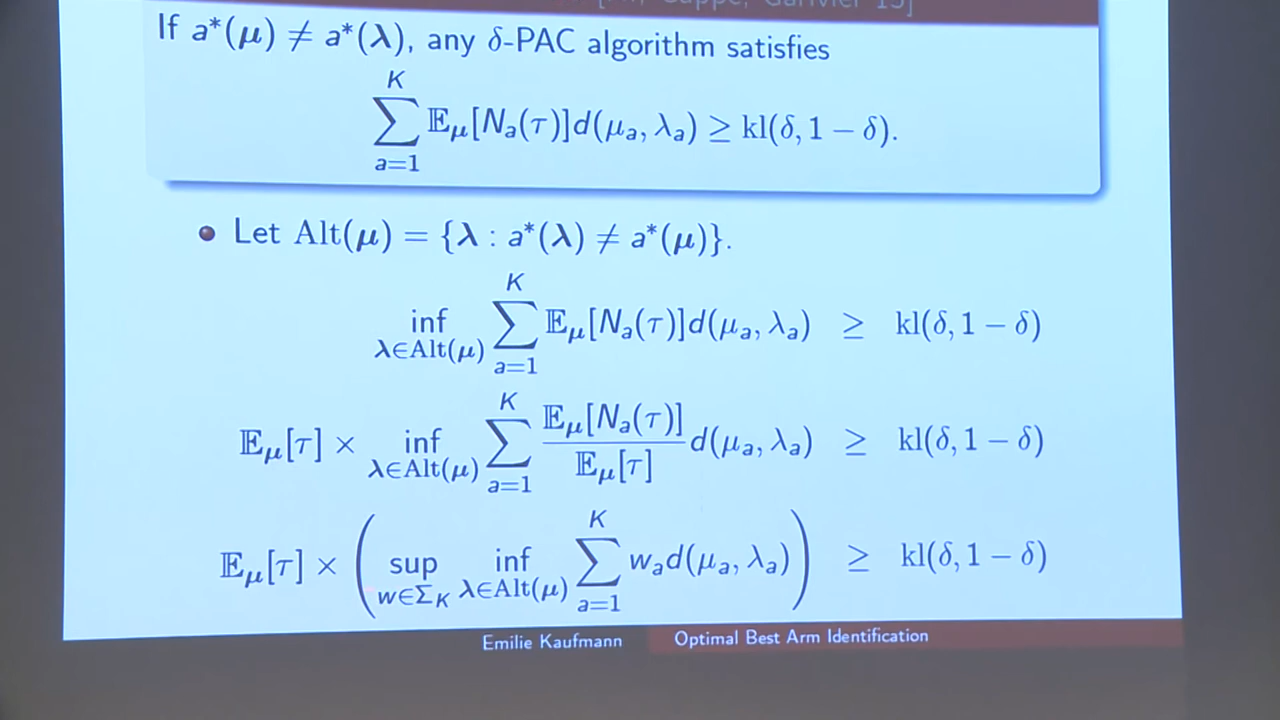 Garivier 15]
If a*(μ) ≠ a*(λ), any δ-PAC algorithm satisfies
∑_{a=1}^{K} 𝔼_μ[N_a(τ)]d(μ_a, λ_a) ≥ kl(δ, 1 − δ).
Let Alt(μ) = {λ : a*(λ) ≠ a*(μ)}.
inf_{λ∈Alt(μ)} ∑_{a=1}^{K} 𝔼_μ[N_a(τ)]d(μ_a, λ_a) ≥ kl(δ, 1 − δ)
𝔼_μ[τ] × inf_{λ∈Alt(μ)} ∑_{a=1}^{K} 𝔼_μ[N_a(τ)]/𝔼_μ[τ] d(μ_a, λ_a) ≥ kl(δ, 1 − δ)
𝔼_μ[τ] × ( sup_{w∈Σ_K} inf_{λ∈Alt(μ)} ∑_{a=1}^{K} w_a d(μ_a, λ_a) ) ≥ kl(δ, 1 − δ)
Emilie Kaufmann Optimal Best Arm Identification